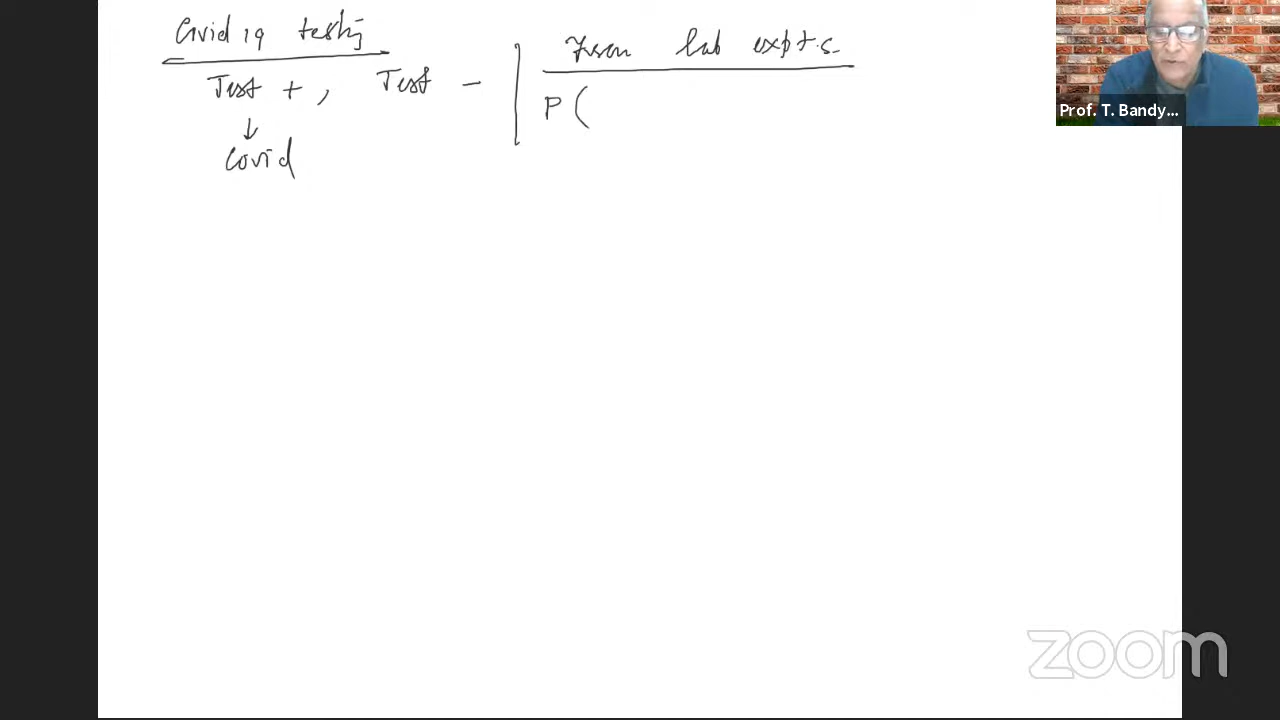 Covid 19 testing
Test + , Test -
↓
Covid
From lab expts.
P (
Prof. T. Bandy...
zoom